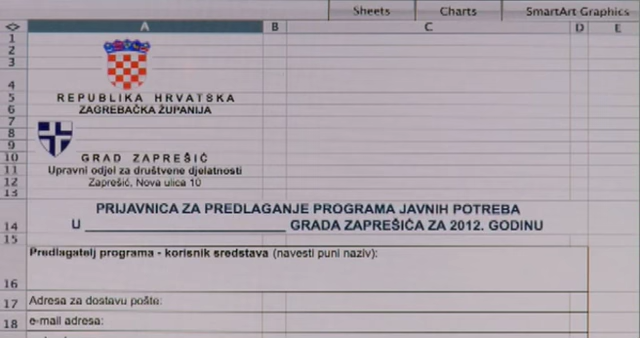 Sheets Charts SmartArt Graphics
A B C D E
1
2
3
4
5 REPUBLIKA HRVATSKA
6 ZAGREBAČKA ŽUPANIJA
7
8
9
10 GRAD ZAPREŠIĆ
11 Upravni odjel za društvene djelatnosti
12 Zaprešić, Nova ulica 10
13
PRIJAVNICA ZA PREDLAGANJE PROGRAMA JAVNIH POTREBA
14 U ______________________ GRADA ZAPREŠIĆA ZA 2012. GODINU
15
Predlagatelj programa - korisnik sredstava (navesti puni naziv):
16
17 Adresa za dostavu pošte:
18 e-mail adresa: